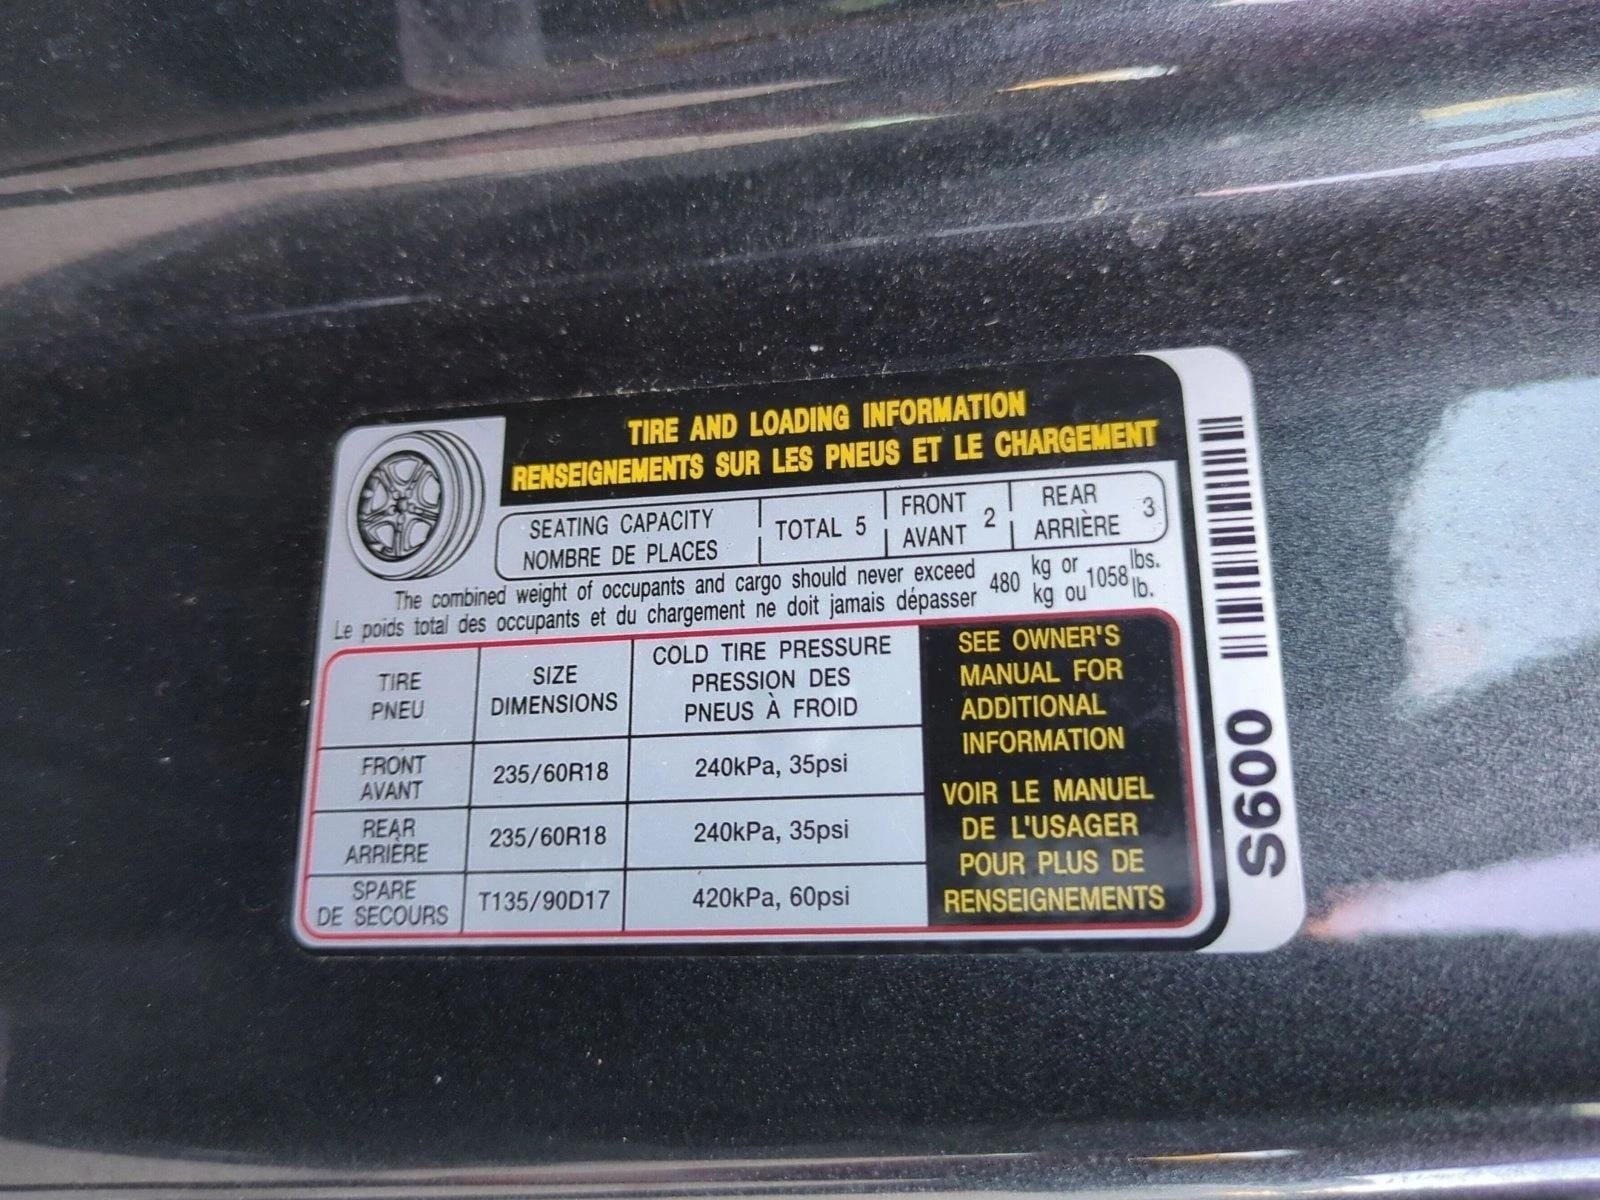 TIRE AND LOADING INFORMATION
RENSEIGNEMENTS SUR LES PNEUS ET LE CHARGEMENT
SEATING CAPACITY
NOMBRE DE PLACES
TOTAL 5
FRONT
AVANT
2
REAR
ARRIÈRE
3
The combined weight of occupants and cargo should never exceed
Le poids total des occupants et du chargement ne doit jamais dépasser
480
kg or
kg ou
1058
lbs.
lb.
TIRE
PNEU
SIZE
DIMENSIONS
COLD TIRE PRESSURE
PRESSION DES
PNEUS À FROID
FRONT
AVANT
235/60R18
240kPa, 35psi
REAR
ARRIÈRE
235/60R18
240kPa, 35psi
SPARE
DE SECOURS
T135/90D17
420kPa, 60psi
SEE OWNER'S
MANUAL FOR
ADDITIONAL
INFORMATION
VOIR LE MANUEL
DE L'USAGER
POUR PLUS DE
RENSEIGNEMENTS
S600